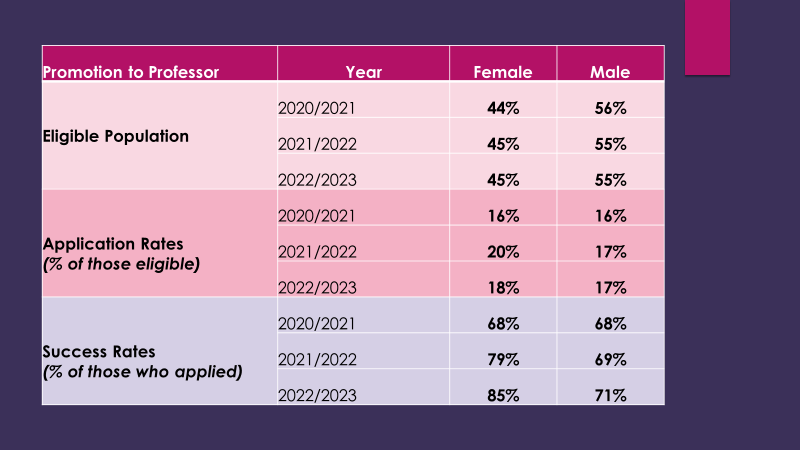 Promotion to Professor Year Female Male
Eligible Population
2020/2021 44% 56%
2021/2022 45% 55%
2022/2023 45% 55%
Application Rates
(% of those eligible)
2020/2021 16% 16%
2021/2022 20% 17%
2022/2023 18% 17%
Success Rates
(% of those who applied)
2020/2021 68% 68%
2021/2022 79% 69%
2022/2023 85% 71%